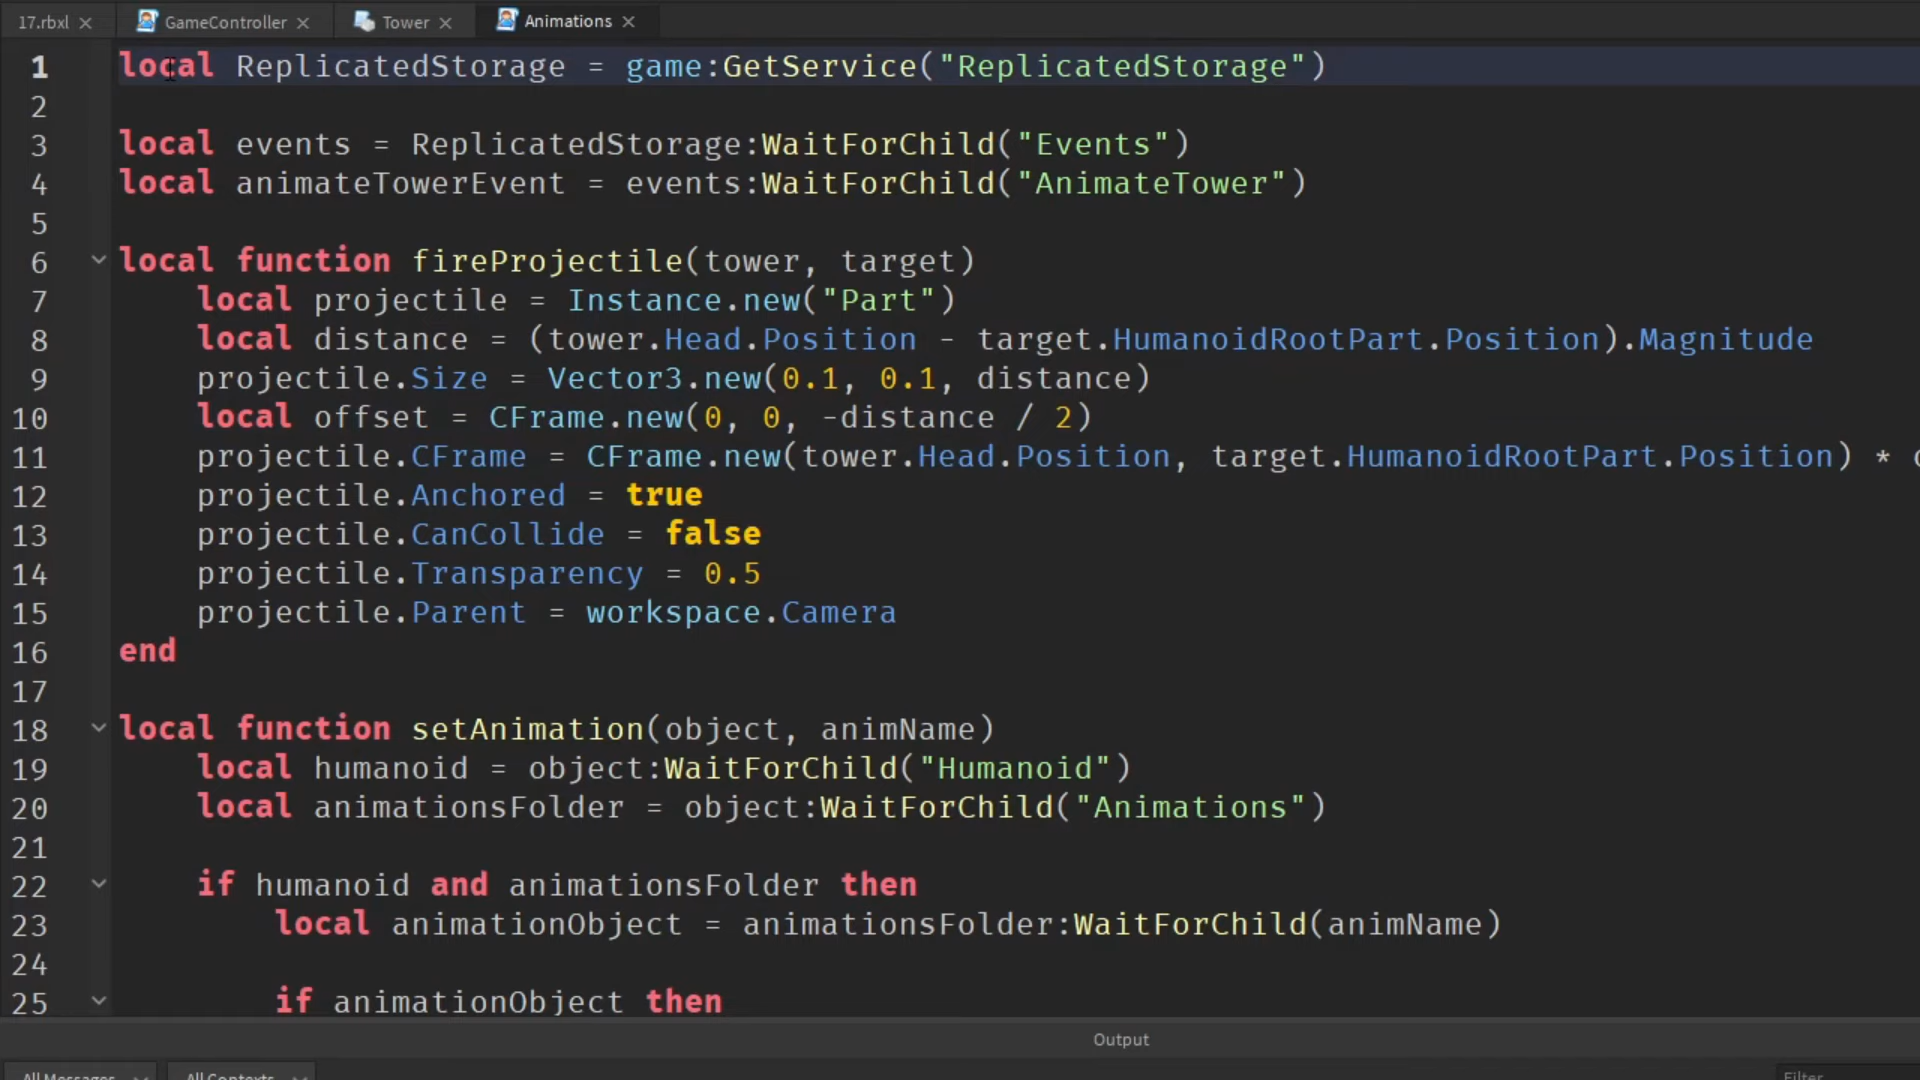 17.rbxl GameController Tower Animations
1 local ReplicatedStorage = game:GetService("ReplicatedStorage")
2
3 local events = ReplicatedStorage:WaitForChild("Events")
4 local animateTowerEvent = events:WaitForChild("AnimateTower")
5
6 local function fireProjectile(tower, target)
7 local projectile = Instance.new("Part")
8 local distance = (tower.Head.Position - target.HumanoidRootPart.Position).Magnitude
9 projectile.Size = Vector3.new(0.1, 0.1, distance)
10 local offset = CFrame.new(0, 0, -distance / 2)
11 projectile.CFrame = CFrame.new(tower.Head.Position, target.HumanoidRootPart.Position) *
12 projectile.Anchored = true
13 projectile.CanCollide = false
14 projectile.Transparency = 0.5
15 projectile.Parent = workspace.Camera
16 end
17
18 local function setAnimation(object, animName)
19 local humanoid = object:WaitForChild("Humanoid")
20 local animationsFolder = object:WaitForChild("Animations")
21
22 if humanoid and animationsFolder then
23 local animationObject = animationsFolder:WaitForChild(animName)
24
25 if animationObject then
Output
All Messages All Contexts Filter